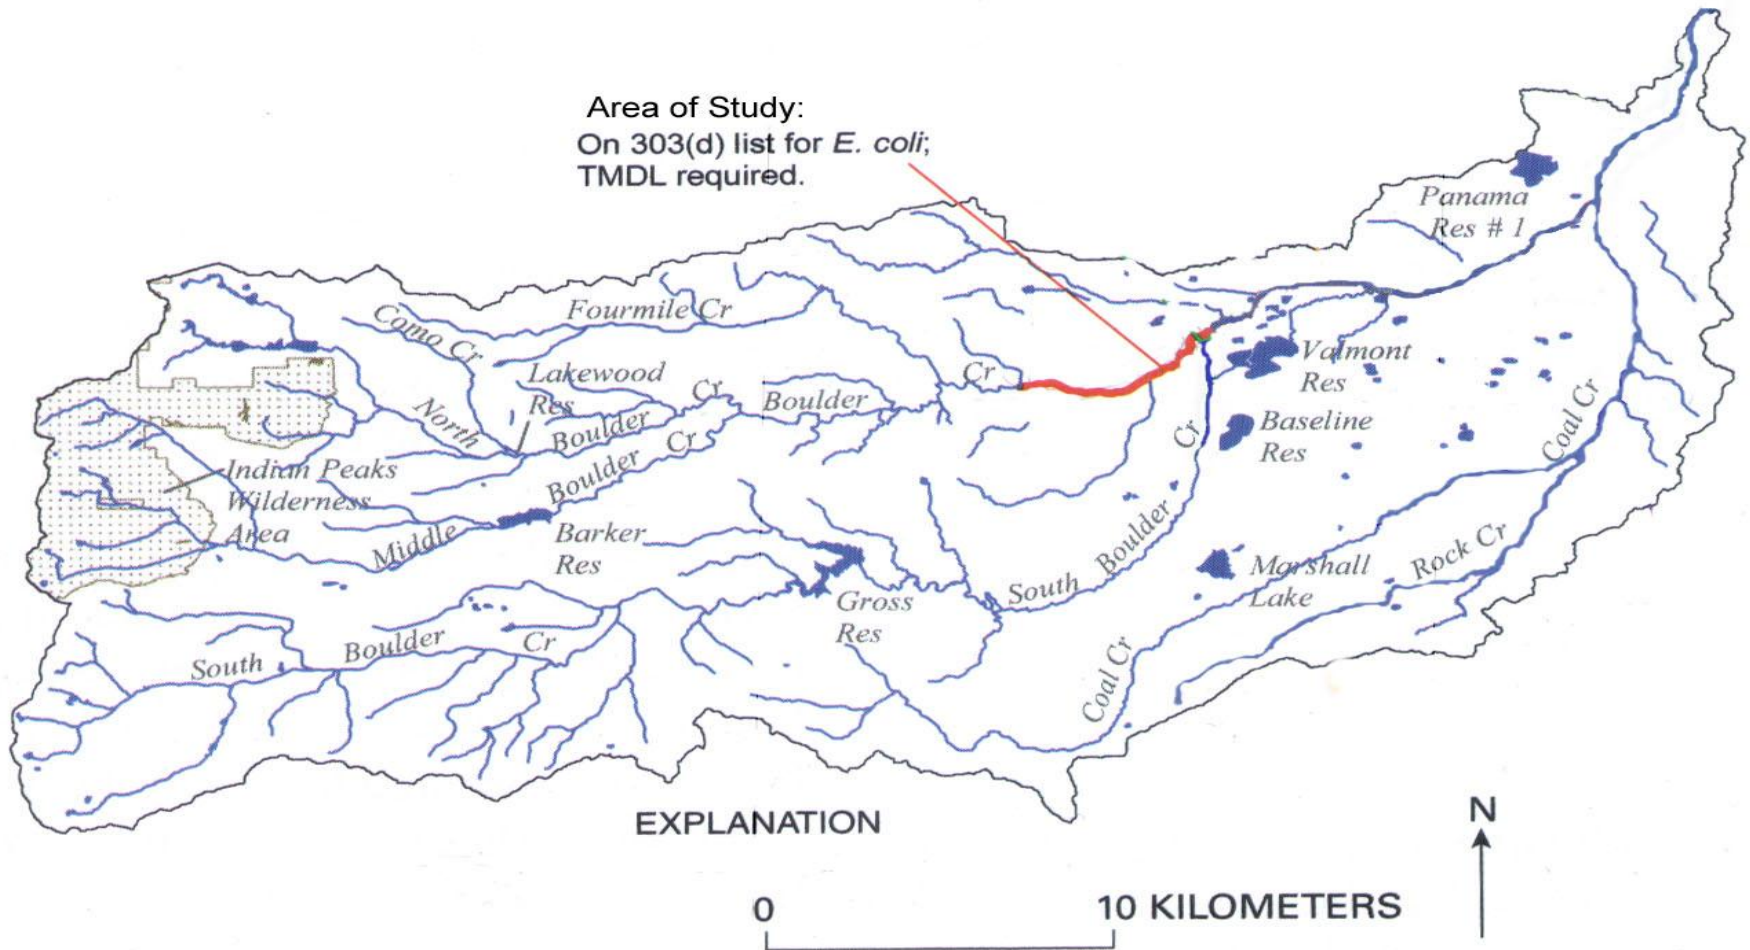 Area of Study:
On 303(d) list for E. coli;
TMDL required.
Panama
Res # 1
Fourmile Cr
Como Cr
Lakewood
Res
Cr
North
Boulder
Cr
Boulder
Valmont
Res
Baseline
Res
Cr
Coal Cr
Indian Peaks
Wilderness
Area
Boulder
Cr
Middle
Barker
Res
South
Boulder
Marshall
Lake
Rock Cr
Gross
Res
South
Boulder
Cr
Coal Cr
EXPLANATION
N
0
10 KILOMETERS